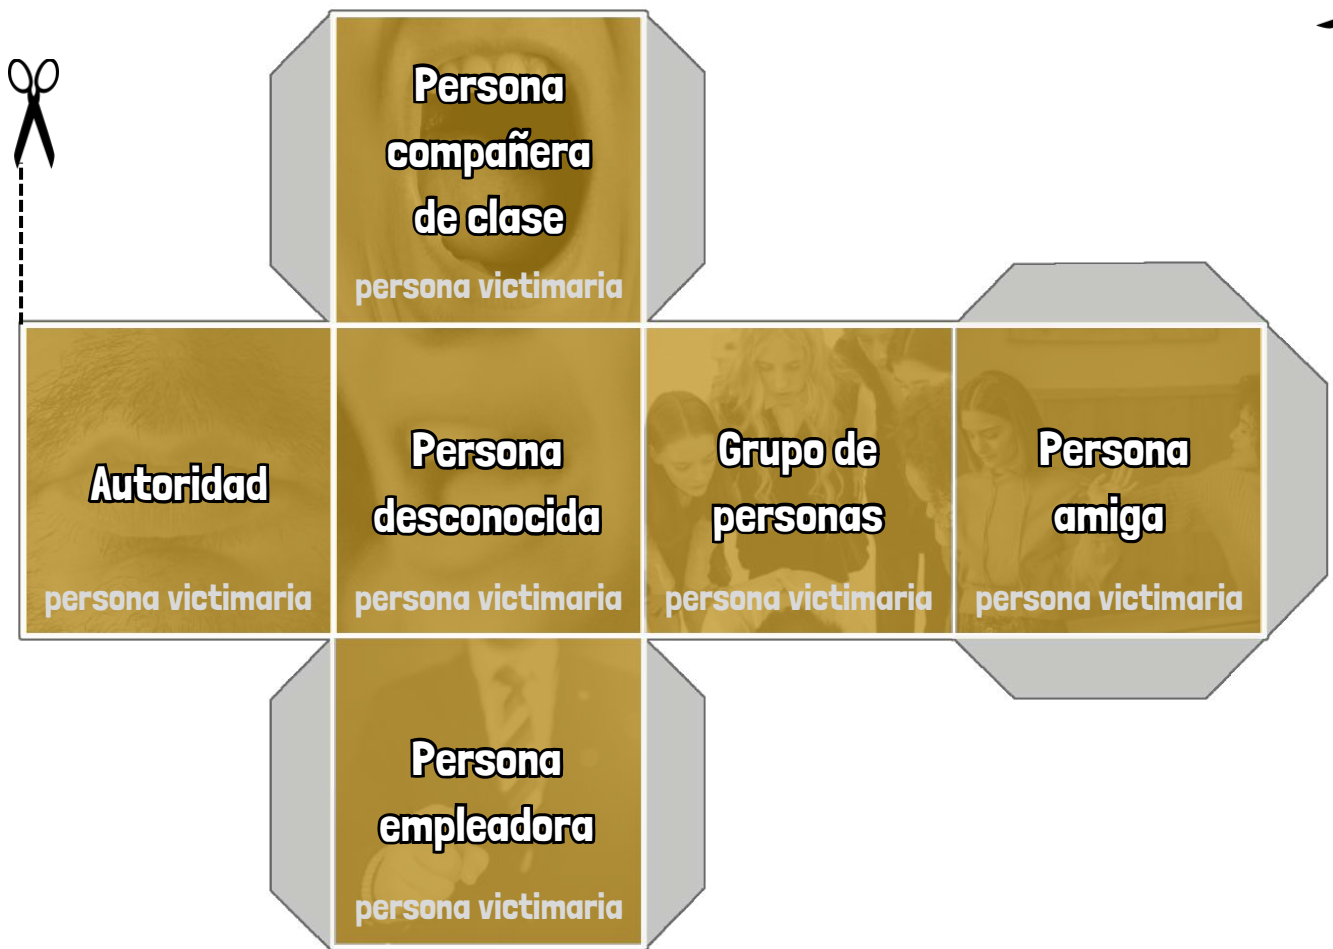 Persona
compañera
de clase
persona victimaria
Autoridad
persona victimaria
Persona
desconocida
persona victimaria
Grupo de
personas
persona victimaria
Persona
amiga
persona victimaria
Persona
empleadora
persona victimaria